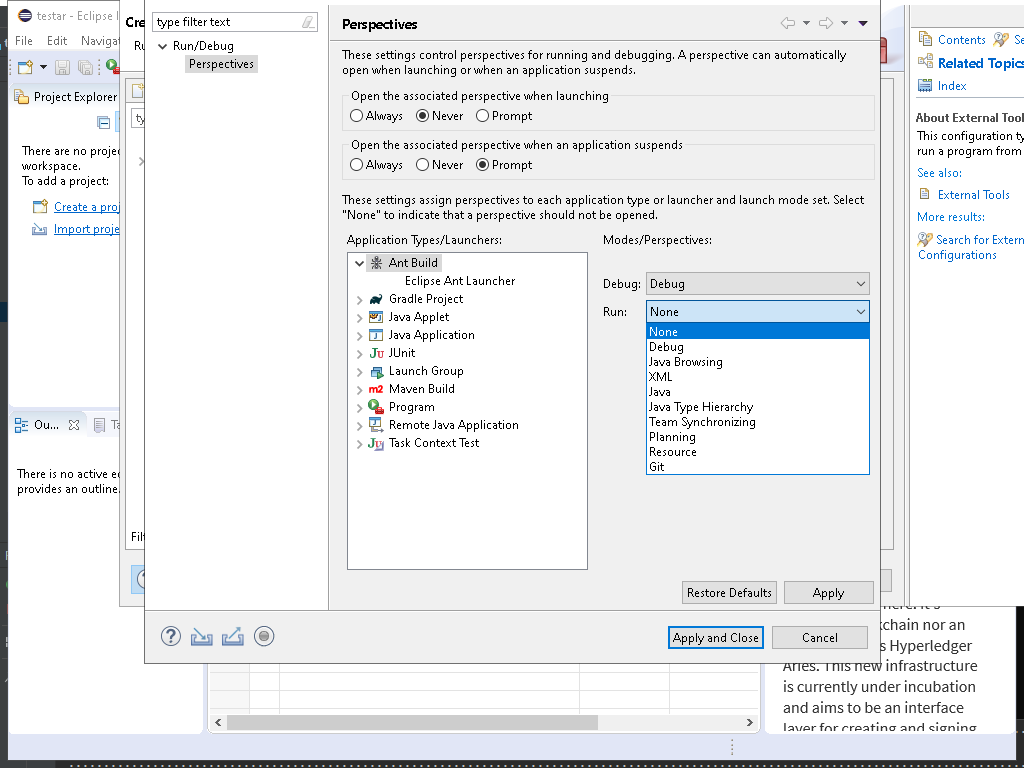 testar - Eclipse I
File
Edit
Navigat
Project Explorer
There are no proje
workspace.
To add a project:
Create a proj
Import proje
Ou...
Ta
There is no active ed
provides an outline.
Cre
Ru
ty
Filt
type filter text
Run/Debug
Perspectives
Perspectives
These settings control perspectives for running and debugging. A perspective can automatically
open when launching or when an application suspends.
Open the associated perspective when launching
Always Never Prompt
Open the associated perspective when an application suspends
Always Never Prompt
These settings assign perspectives to each application type or launcher and launch mode set. Select
"None" to indicate that a perspective should not be opened.
Application Types/Launchers:
Ant Build
Eclipse Ant Launcher
Gradle Project
Java Applet
Java Application
JUnit
Launch Group
Maven Build
Program
Remote Java Application
Task Context Test
Modes/Perspectives:
Debug: Debug
Run: None
None
Debug
Java Browsing
XML
Java
Java Type Hierarchy
Team Synchronizing
Planning
Resource
Git
Restore Defaults
Apply
Apply and Close
Cancel
Contents
Se
Related Topics
Index
About External Tool
This configuration ty
run a program from
See also:
External Tools
More results:
Search for Extern
Configurations
here. It's
kchain nor an
s Hyperledger
Aries. This new infrastructure
is currently under incubation
and aims to be an interface
layer for creating and signing